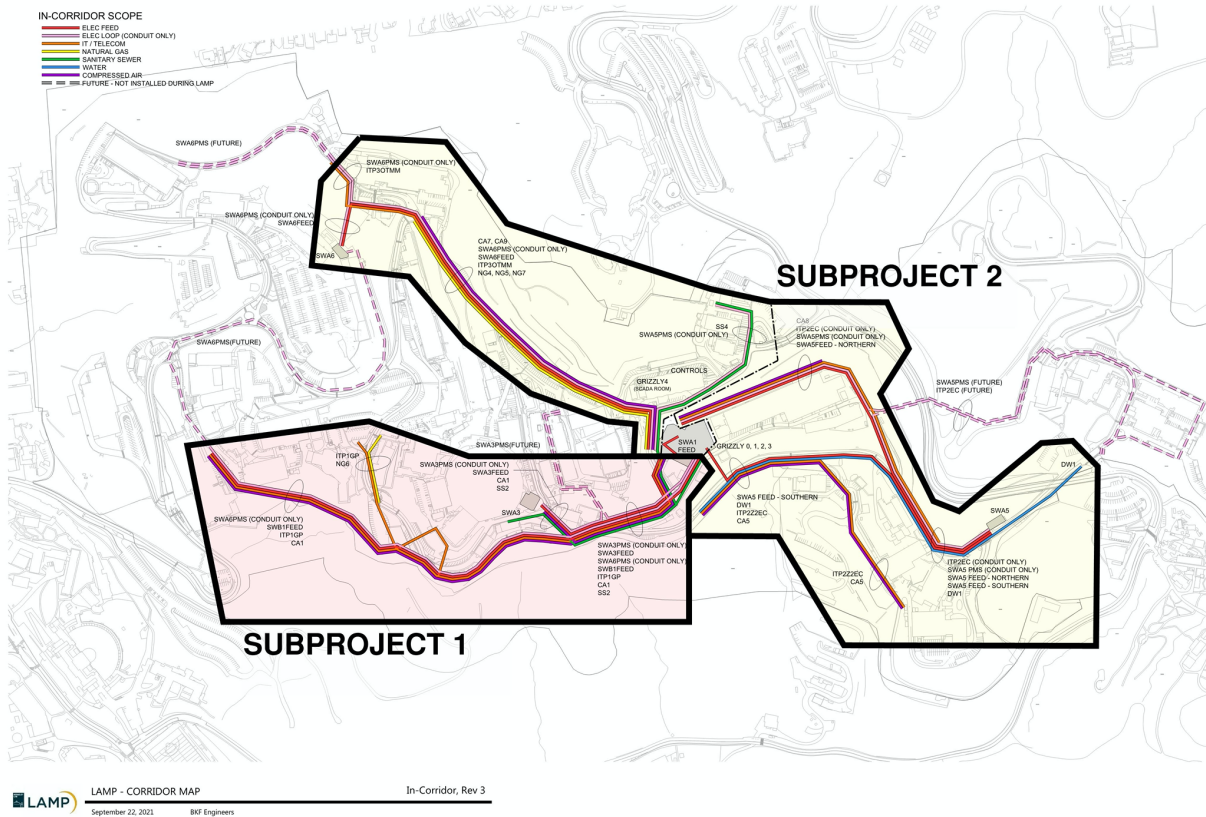 IN-CORRIDOR SCOPE
ELEC FEED
ELEC LOOP (CONDUIT ONLY)
IT / TELECOM
NATURAL GAS
SANITARY SEWER
WATER
COMPRESSED AIR
FUTURE - NOT INSTALLED DURING LAMP
SWA6PMS (FUTURE)
SWA6PMS (CONDUIT ONLY)
ITP3OTMM
SWA6PMS (CONDUIT ONLY)
SWA6FEED
SWA6
CA7, CA9
SWA6PMS (CONDUIT ONLY)
SWA6FEED
ITP3OTMM
NG4, NG5, NG7
SUBPROJECT 2
SS4
SWA5PMS (CONDUIT ONLY)
CA8
ITP2EC (CONDUIT ONLY)
SWA5PMS (CONDUIT ONLY)
SWA5FEED - NORTHERN
SWA6PMS(FUTURE)
CONTROLS
GRIZZLY4
(SCADA ROOM)
SWA5PMS (FUTURE)
ITP2EC (FUTURE)
SWA3PMS(FUTURE)
SWA1
FEED
GRIZZLY 0, 1, 2, 3
ITP1GP
NG6
SWA3PMS (CONDUIT ONLY)
SWA3FEED
CA1
SS2
DW1
SWA5 FEED - SOUTHERN
DW1
ITP2Z2EC
CA5
SWA5
SWA3
SWA6PMS (CONDUIT ONLY)
SWB1FEED
ITP1GP
CA1
SWA3PMS (CONDUIT ONLY)
SWA3FEED
SWA6PMS (CONDUIT ONLY)
SWB1FEED
ITP1GP
CA1
SS2
ITP2Z2EC
CA5
ITP2EC (CONDUIT ONLY)
SWA5 PMS (CONDUIT ONLY)
SWA5 FEED - NORTHERN
SWA5 FEED - SOUTHERN
DW1
SUBPROJECT 1
LAMP
LAMP - CORRIDOR MAP
In-Corridor, Rev 3
September 22, 2021
BKF Engineers